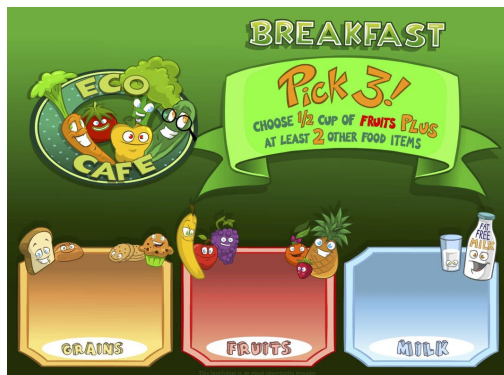 BREAKFAST
ECO
CAFE
Pick 3!
CHOOSE 1/2 CUP OF FRUITS PLUS
AT LEAST 2 OTHER FOOD ITEMS
FAT
FREE
MILK
GRAINS
FRUITS
MILK